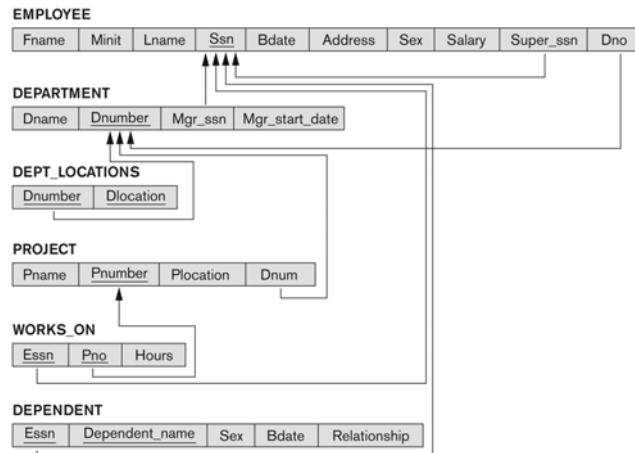 EMPLOYEE
Fname Minit Lname Ssn Bdate Address Sex Salary Super_ssn Dno
DEPARTMENT
Dname Dnumber Mgr_ssn Mgr_start_date
DEPT_LOCATIONS
Dnumber Dlocation
PROJECT
Pname Pnumber Plocation Dnum
WORKS_ON
Essn Pno Hours
DEPENDENT
Essn Dependent_name Sex Bdate Relationship